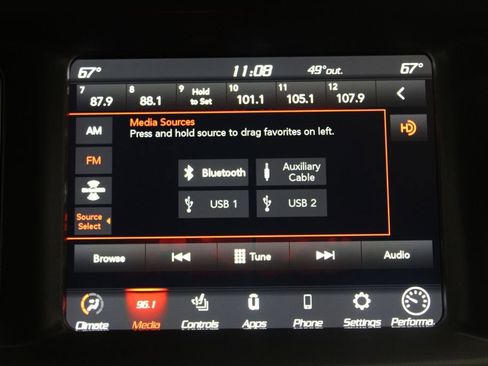 67° 11:08 49°out. 67°
7 8 9 Hold 10 11 12
87.9 88.1 to Set 101.1 105.1 107.9
Media Sources
AM Press and hold source to drag favorites on left.
HD
FM
Bluetooth Auxiliary Cable
USB 1 USB 2
Source Select
Browse Tune Audio
96.1
Climate Media Controls Apps Phone Settings Performa